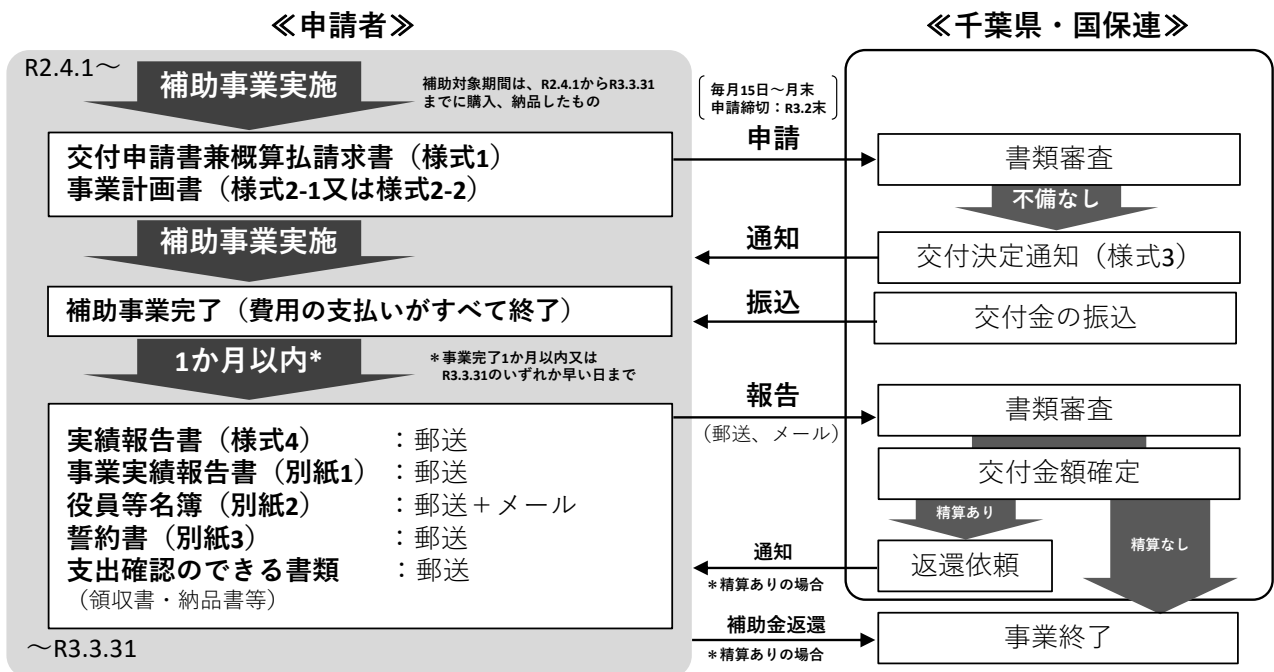 ≪申請者≫
≪千葉県・国保連≫
R2.4.1～
補助事業実施
補助対象期間は、R2.4.1からR3.3.31
までに購入、納品したもの
毎月15日～月末
申請締切：R3.2末
申請
交付申請書兼概算払請求書（様式1）
事業計画書（様式2-1又は様式2-2）
書類審査
不備なし
補助事業実施
通知
交付決定通知（様式3）
補助事業完了（費用の支払いがすべて終了）
振込
交付金の振込
1か月以内*
＊事業完了1か月以内又は
R3.3.31のいずれか早い日まで
報告
（郵送、メール）
書類審査
実績報告書（様式4）　：郵送
事業実績報告書（別紙1）：郵送
役員等名簿（別紙2）　：郵送＋メール
誓約書（別紙3）　：郵送
支出確認のできる書類　：郵送
（領収書・納品書等）
交付金額確定
精算あり
精算なし
通知
＊精算ありの場合
返還依頼
～R3.3.31
補助金返還
＊精算ありの場合
事業終了